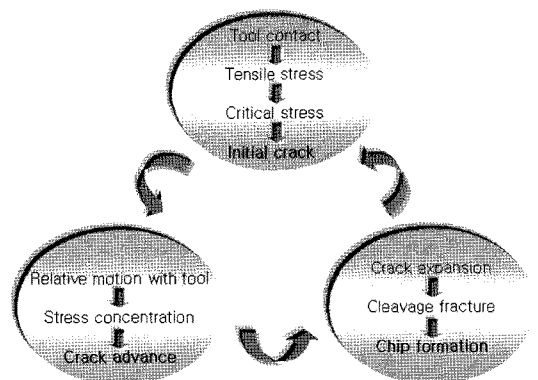 Tool contact
Tensile stress
Critical stress
Initial crack
Relative motion with tool
Stress concentration
Crack advance
Crack expansion
Cleavage fracture
Chip formation